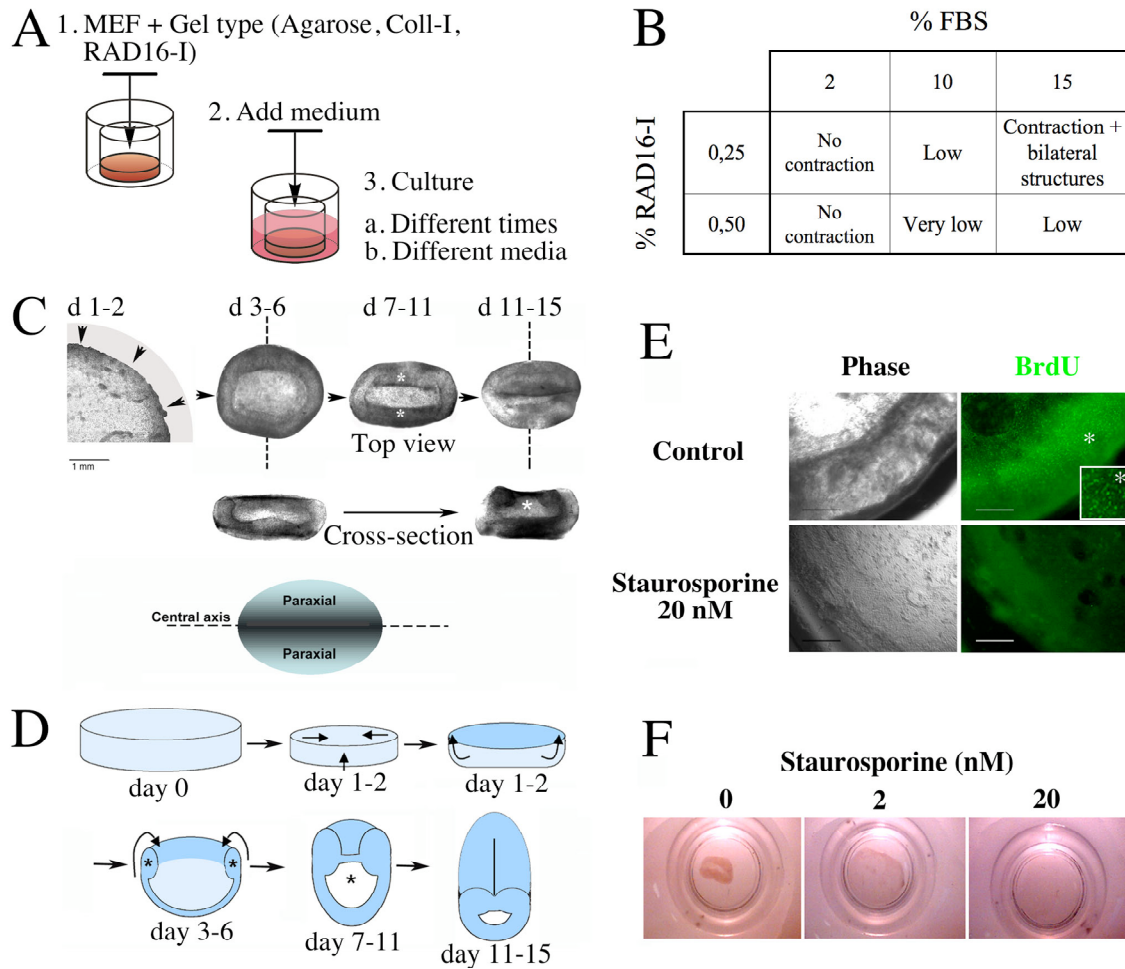 A
1. MEF + Gel type (Agarose, Coll-I,
RAD16-I)
2. Add medium
3. Culture
a. Different times
b. Different media
B
% FBS
% RAD16-I
2 10 15
0,25 No contraction Low Contraction + bilateral structures
0,50 No contraction Very low Low
C
d 1-2 d 3-6 d 7-11 d 11-15
* *
1 mm
Top view
Cross-section
*
Paraxial
Central axis
Paraxial
D
day 0 day 1-2 day 1-2
* * *
day 3-6 day 7-11 day 11-15
E
Phase BrdU
Control
* *
Staurosporine
20 nM
F
Staurosporine (nM)
0 2 20